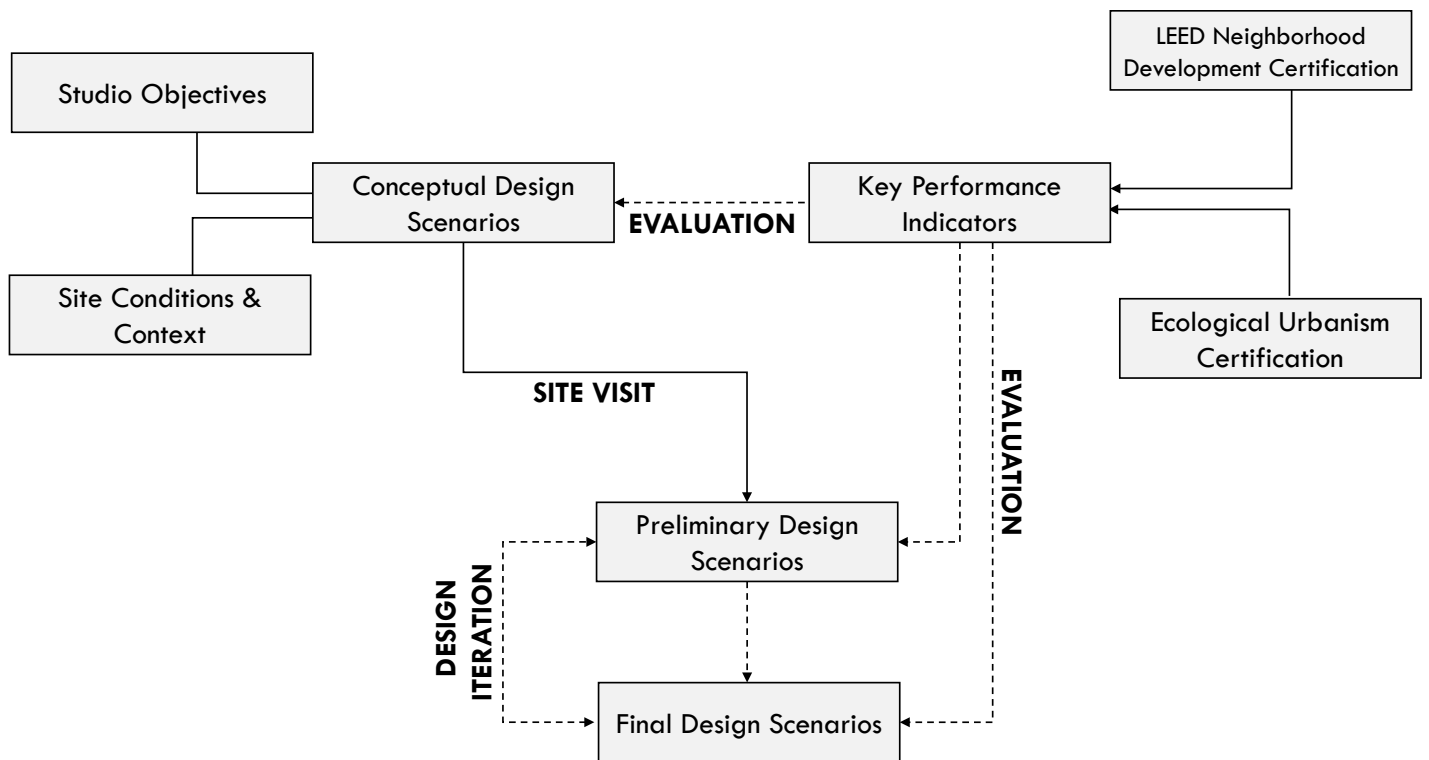 LEED Neighborhood
Development Certification
Studio Objectives
Conceptual Design
Scenarios
Key Performance
Indicators
EVALUATION
Site Conditions &
Context
Ecological Urbanism
Certification
SITE VISIT
EVALUATION
Preliminary Design
Scenarios
DESIGN
ITERATION
Final Design Scenarios